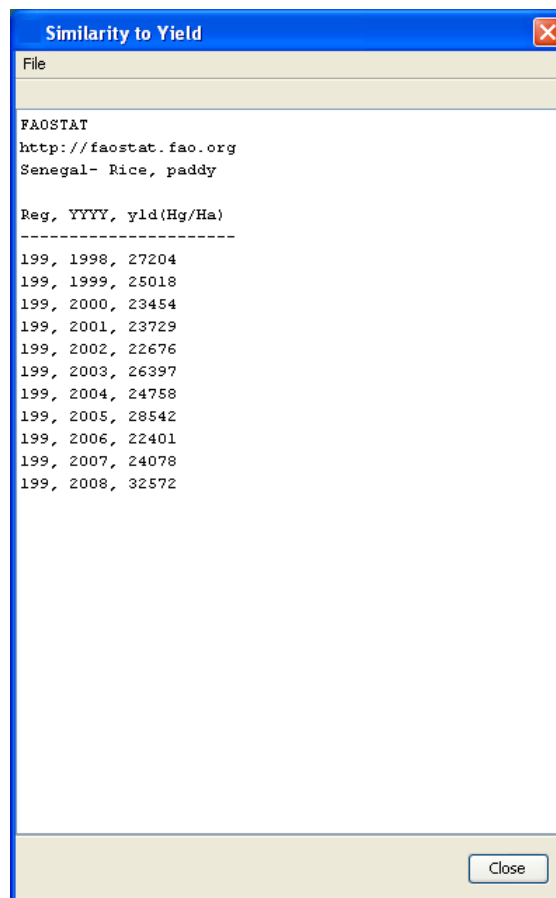 Similarity to Yield
File
FAOSTAT
http://faostat.fao.org
Senegal- Rice, paddy
Reg, YYYY, yld(Hg/Ha)
----------------------
199, 1998, 27204
199, 1999, 25018
199, 2000, 23454
199, 2001, 23729
199, 2002, 22676
199, 2003, 26397
199, 2004, 24758
199, 2005, 28542
199, 2006, 22401
199, 2007, 24078
199, 2008, 32572
Close